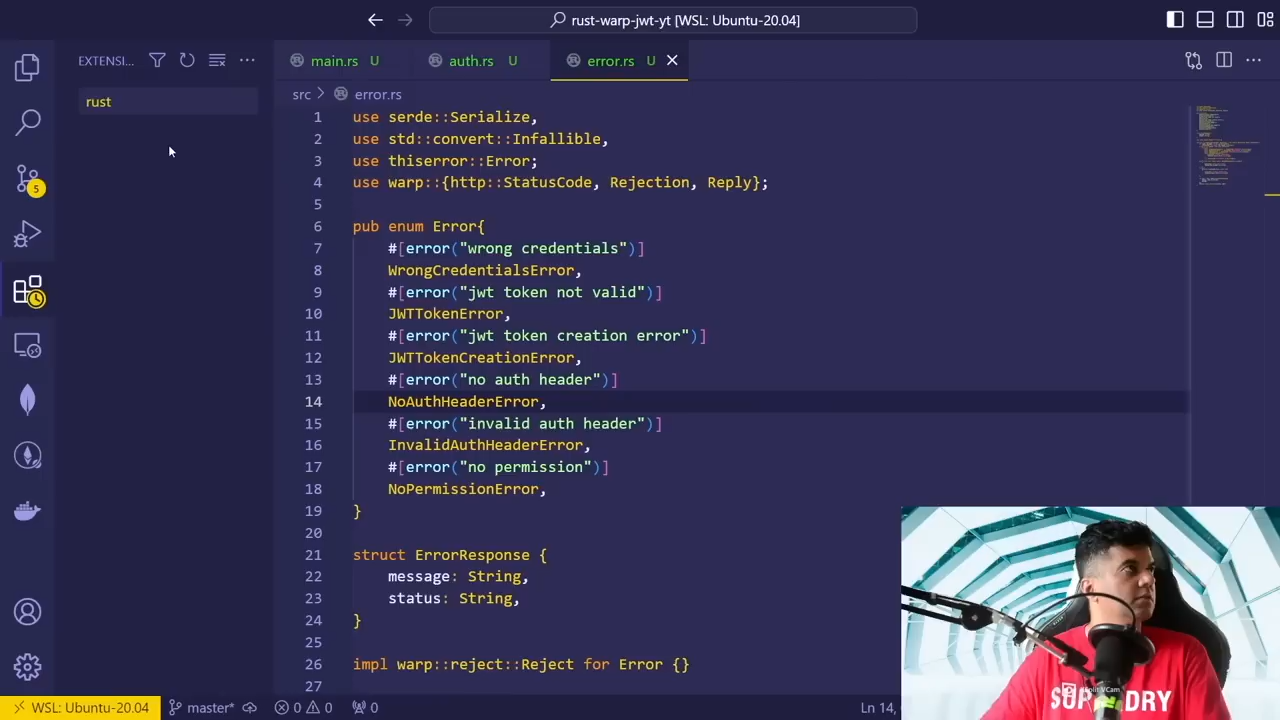 rust-warp-jwt-yt [WSL: Ubuntu-20.04]
EXTENSI...
main.rs U
auth.rs U
error.rs U
rust
src > error.rs
1 use serde::Serialize,
2 use std::convert::Infallible,
3 use thiserror::Error;
4 use warp::{http::StatusCode, Rejection, Reply};
5
6 pub enum Error{
7 #[error("wrong credentials")]
8 WrongCredentialsError,
9 #[error("jwt token not valid")]
10 JWTTokenError,
11 #[error("jwt token creation error")]
12 JWTTokenCreationError,
13 #[error("no auth header")]
14 NoAuthHeaderError,
15 #[error("invalid auth header")]
16 InvalidAuthHeaderError,
17 #[error("no permission")]
18 NoPermissionError,
19 }
20
21 struct ErrorResponse {
22 message: String,
23 status: String,
24 }
25
26 impl warp::reject::Reject for Error {}
27
5
XSplit VCam
WSL: Ubuntu-20.04
master*
0 0
0
Ln 14,